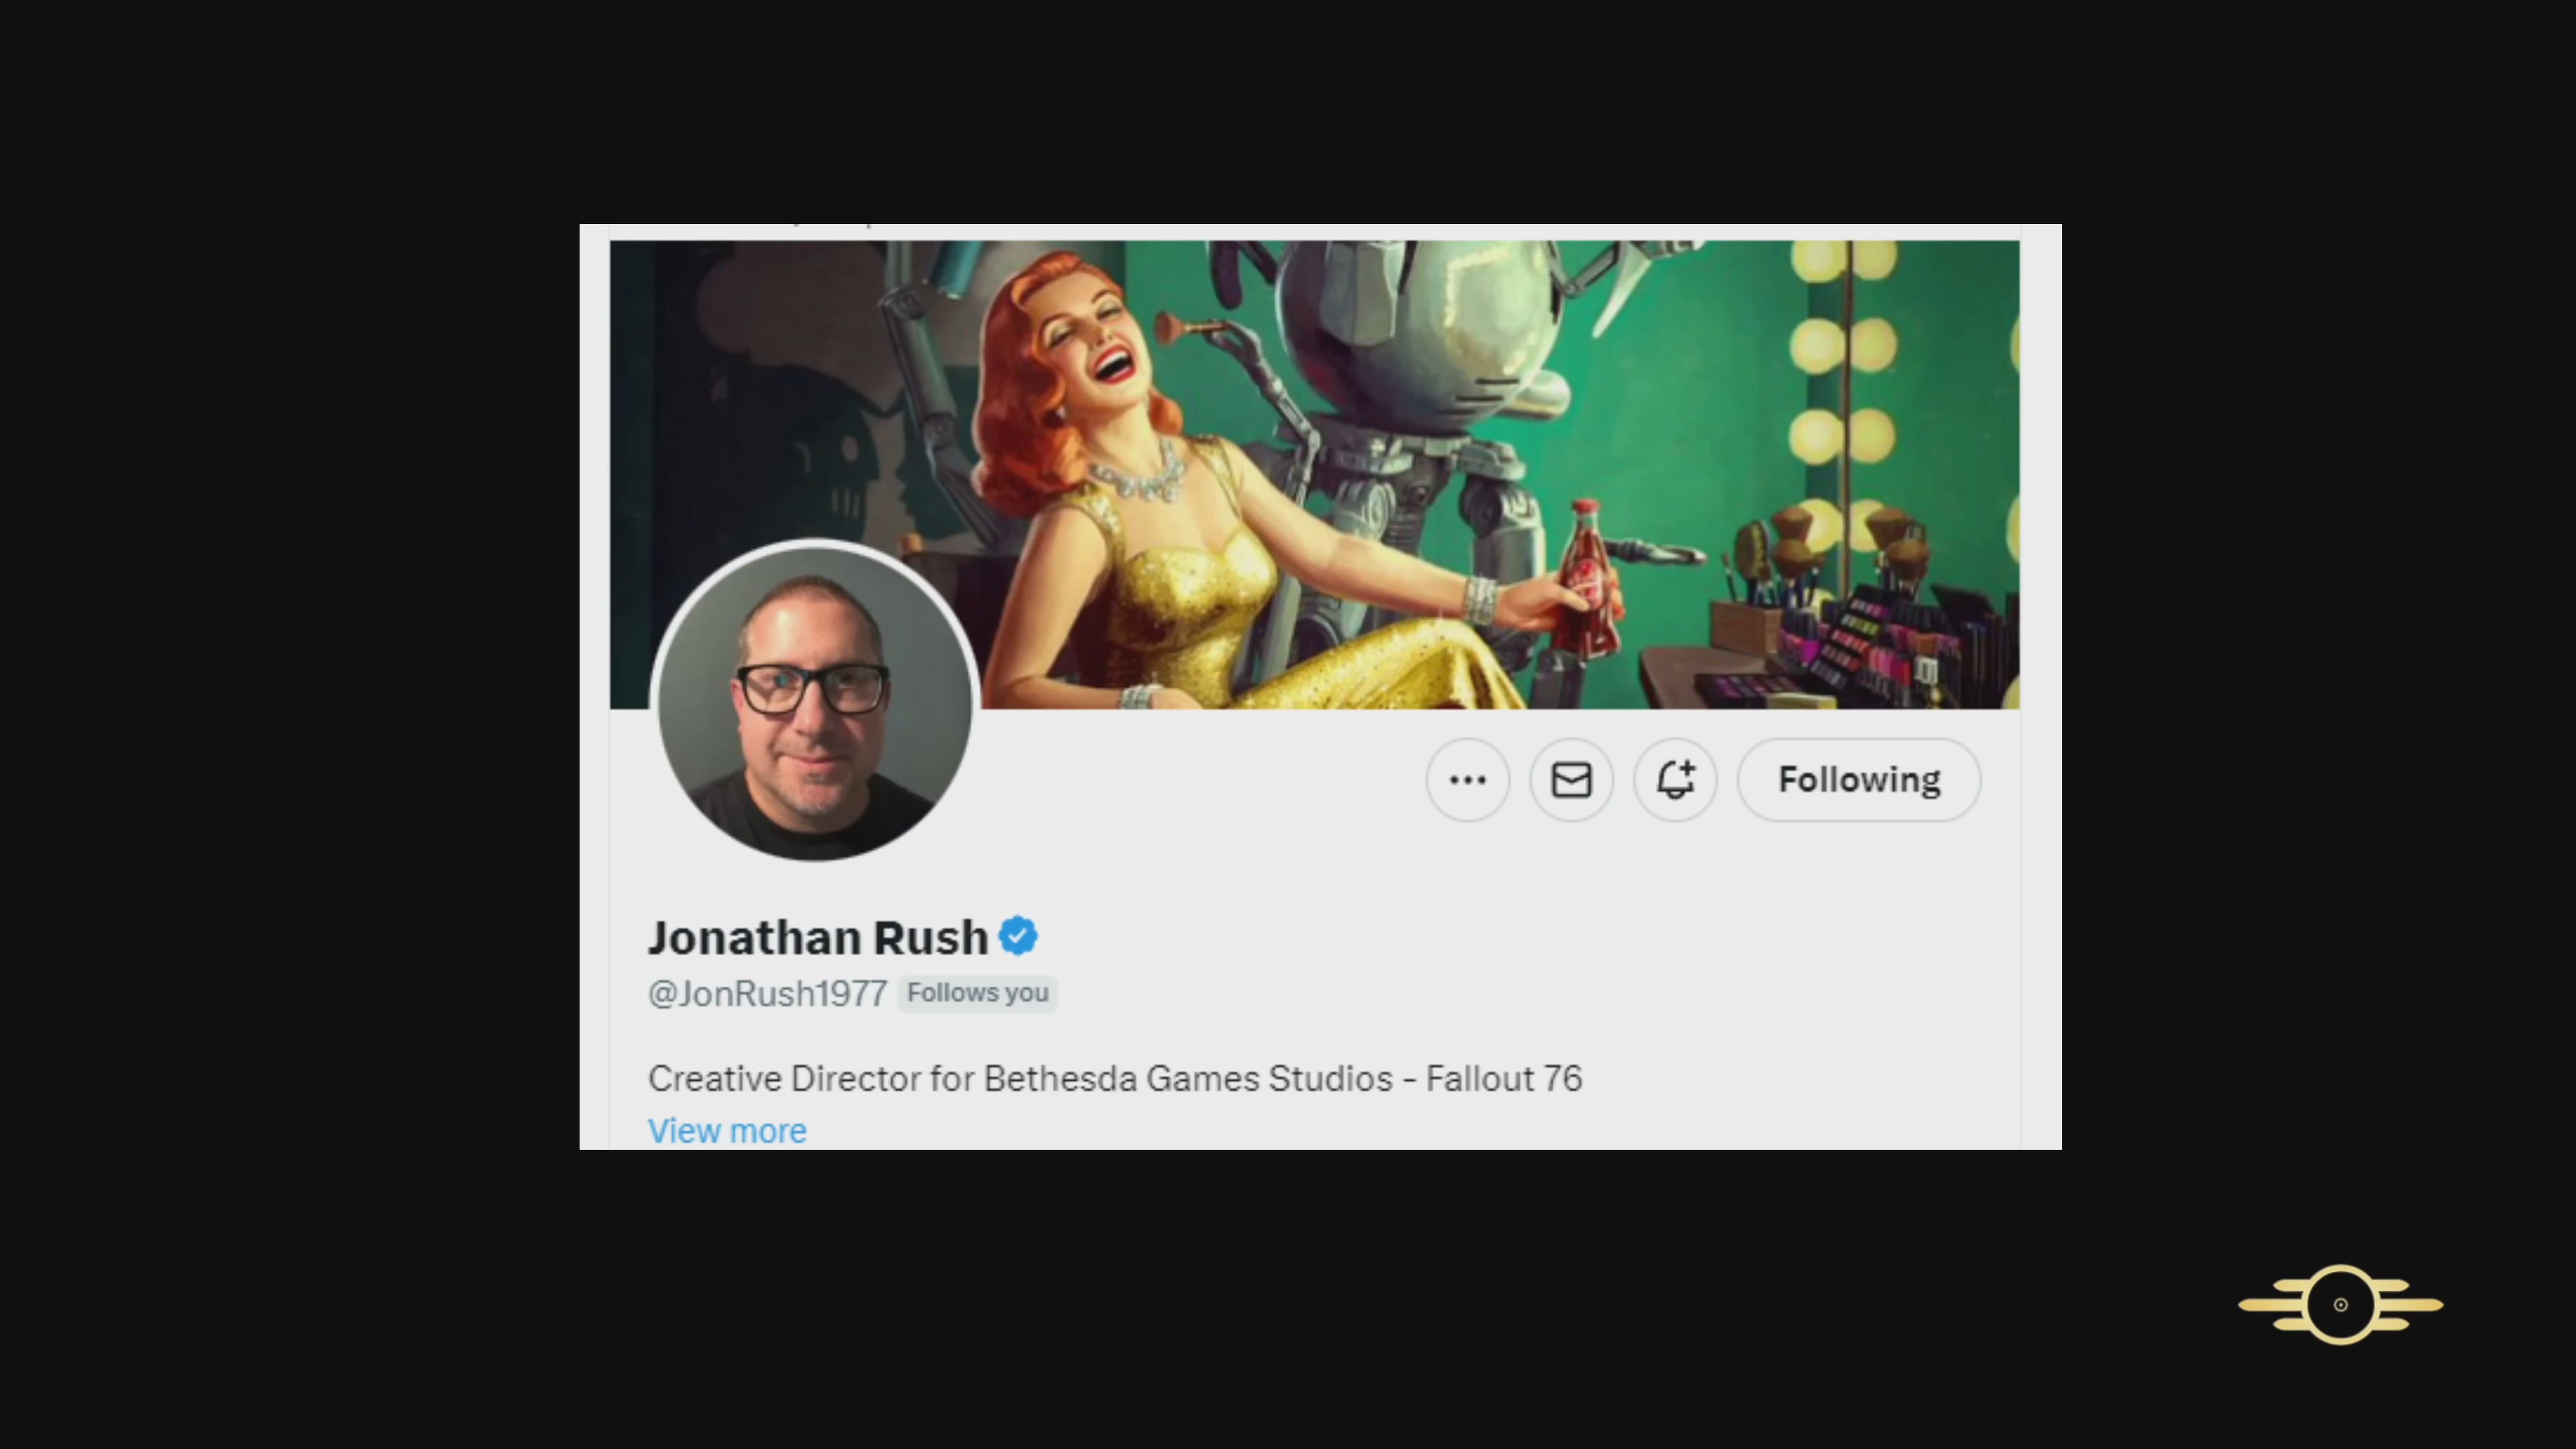 Following
Jonathan Rush
@JonRush1977 Follows you
Creative Director for Bethesda Games Studios - Fallout 76
View more